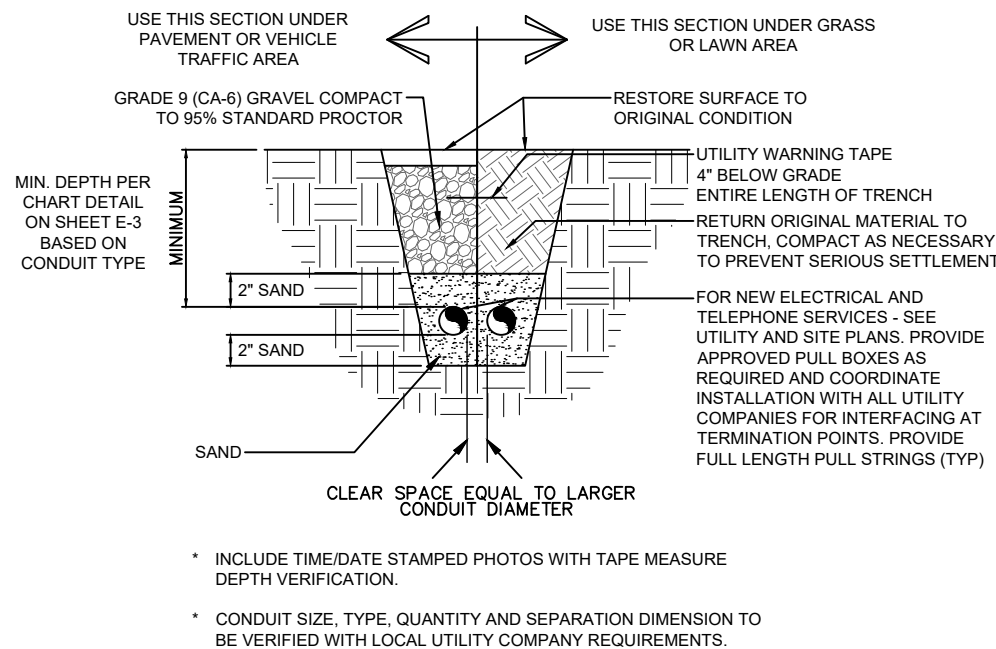 USE THIS SECTION UNDER
PAVEMENT OR VEHICLE
TRAFFIC AREA
USE THIS SECTION UNDER GRASS
OR LAWN AREA
GRADE 9 (CA-6) GRAVEL COMPACT
TO 95% STANDARD PROCTOR
RESTORE SURFACE TO
ORIGINAL CONDITION
MIN. DEPTH PER
CHART DETAIL
ON SHEET E-3
BASED ON
CONDUIT TYPE
MINIMUM
UTILITY WARNING TAPE
4" BELOW GRADE
ENTIRE LENGTH OF TRENCH
RETURN ORIGINAL MATERIAL TO
TRENCH, COMPACT AS NECESSARY
TO PREVENT SERIOUS SETTLEMENT
2" SAND
2" SAND
FOR NEW ELECTRICAL AND
TELEPHONE SERVICES - SEE
UTILITY AND SITE PLANS. PROVIDE
APPROVED PULL BOXES AS
REQUIRED AND COORDINATE
INSTALLATION WITH ALL UTILITY
COMPANIES FOR INTERFACING AT
TERMINATION POINTS. PROVIDE
FULL LENGTH PULL STRINGS (TYP)
SAND
CLEAR SPACE EQUAL TO LARGER
CONDUIT DIAMETER
* INCLUDE TIME/DATE STAMPED PHOTOS WITH TAPE MEASURE
DEPTH VERIFICATION.
* CONDUIT SIZE, TYPE, QUANTITY AND SEPARATION DIMENSION TO
BE VERIFIED WITH LOCAL UTILITY COMPANY REQUIREMENTS.